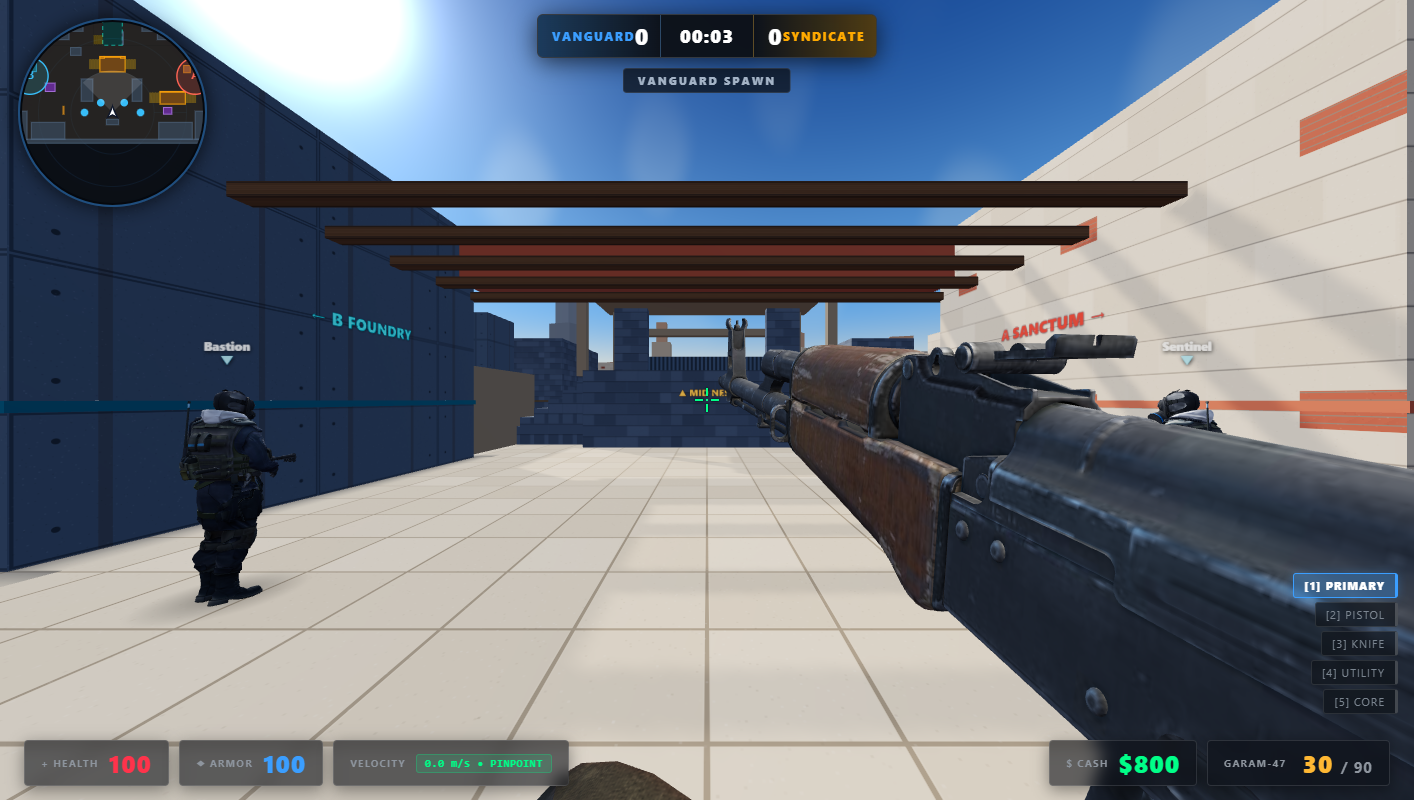 VANGUARD 0 00:03 0 SYNDICATE
VANGUARD SPAWN
B
A
← B FOUNDRY
A SANCTUM →
Bastion
Sentinel
▲ MID
[1] PRIMARY
[2] PISTOL
[3] KNIFE
[4] UTILITY
[5] CORE
+ HEALTH 100
◆ ARMOR 100
VELOCITY 0.0 m/s • PINPOINT
$ CASH $800
GARAM-47 30 / 90